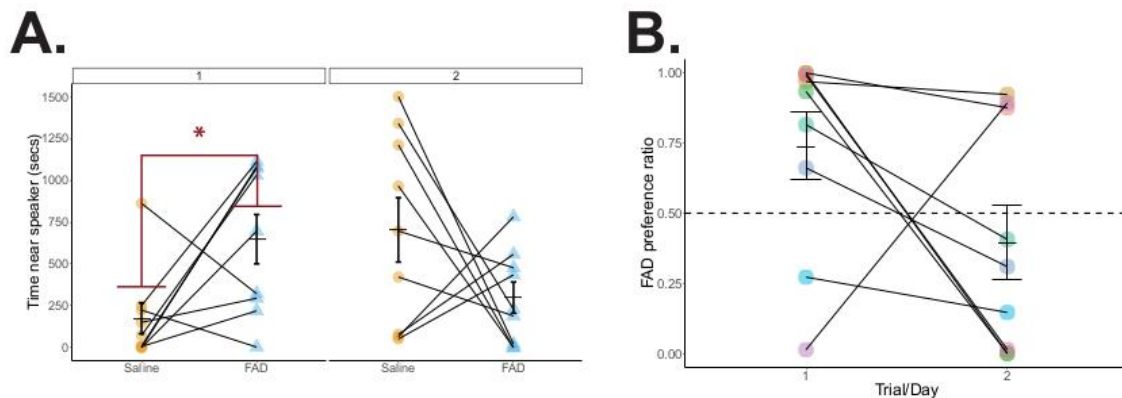 A.
1
2
1500
1250
1000
750
500
250
0
Time near speaker (secs)
*
Saline
FAD
Saline
FAD
B.
1.00
0.75
0.50
0.25
0.00
FAD preference ratio
1
2
Trial/Day